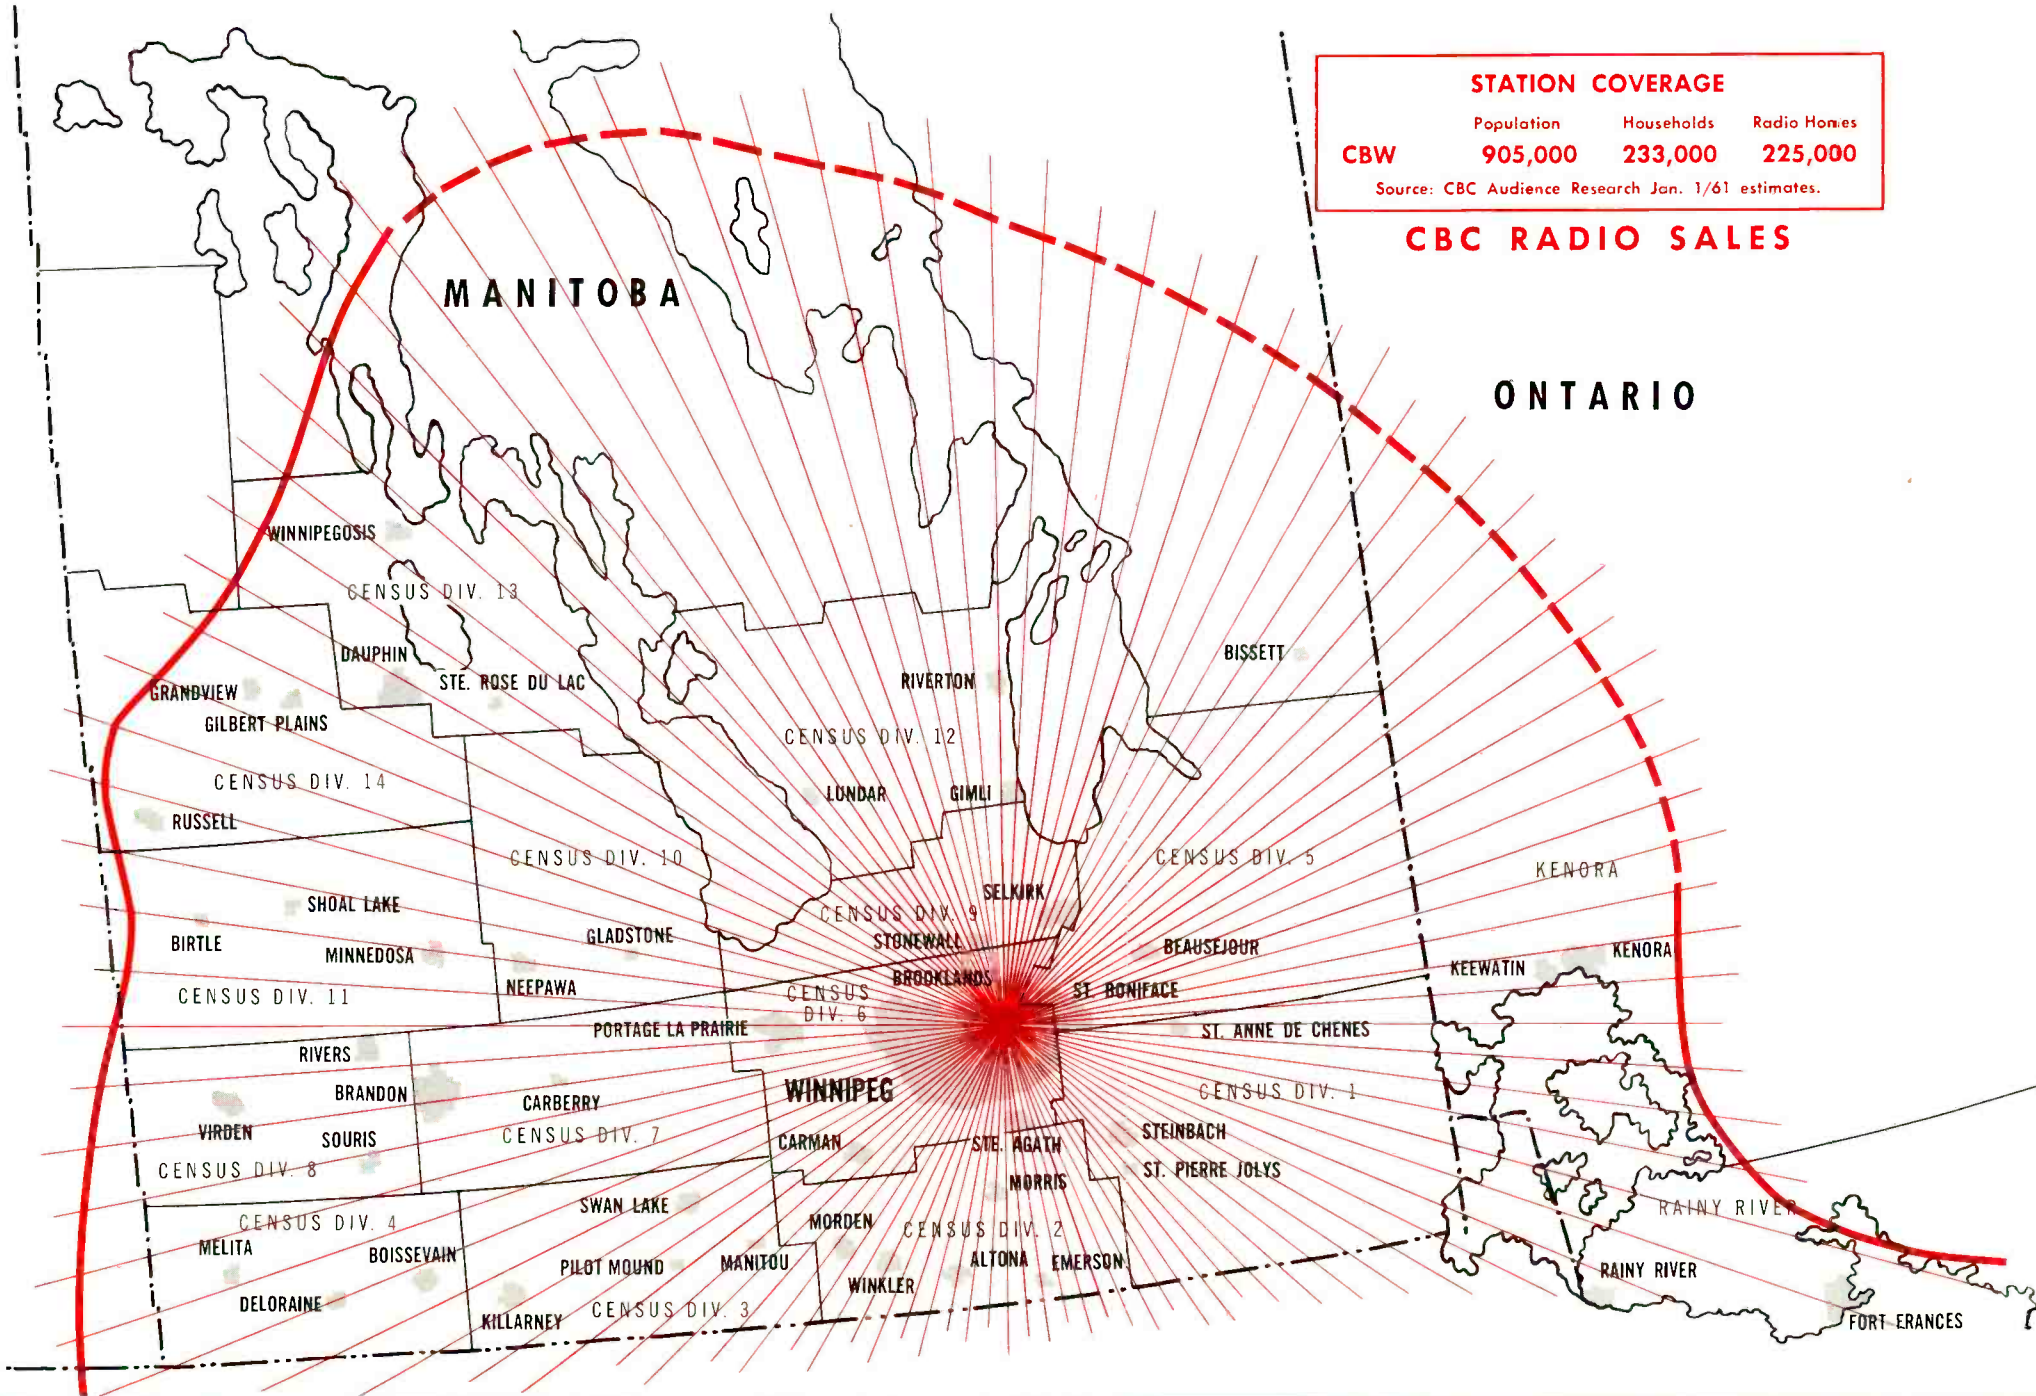 STATION COVERAGE
Population Households Radio Homes
CBW 905,000 233,000 225,000
Source: CBC Audience Research Jan. 1/61 estimates.
CBC RADIO SALES
MANITOBA
ONTARIO
WINNIPEGOSIS
CENSUS DIV. 13
DAUPHIN
STE. ROSE DU LAC
GRANDVIEW
GILBERT PLAINS
CENSUS DIV. 14
RUSSELL
RIVERTON
BISSETT
CENSUS DIV. 12
LUNDAR
GIMLI
CENSUS DIV. 10
CENSUS DIV. 5
KENORA
SHOAL LAKE
BIRTLE
MINNEDOSA
CENSUS DIV. 11
GLADSTONE
NEEPAWA
SELKIRK
CENSUS DIV. 9
STONEWALL
BROOKLANDS
BEAUSEJOUR
ST. BONIFACE
KEEWATIN
KENORA
CENSUS
DIV. 6
PORTAGE LA PRAIRIE
ST. ANNE DE CHENES
RIVERS
BRANDON
VIRDEN
SOURIS
CENSUS DIV. 8
CARBERRY
CENSUS DIV. 7
WINNIPEG
CENSUS DIV. 1
CARMAN
STE. AGATH
STEINBACH
MORRIS
ST. PIERRE JOLYS
CENSUS DIV. 4
MELITA
BOISSEVAIN
DELORAINE
SWAN LAKE
PILOT MOUND
MANITOU
KILLARNEY
CENSUS DIV. 3
MORDEN
CENSUS DIV. 2
WINKLER
ALTONA
EMERSON
RAINY RIVER
RAINY RIVER
FORT ERANCES